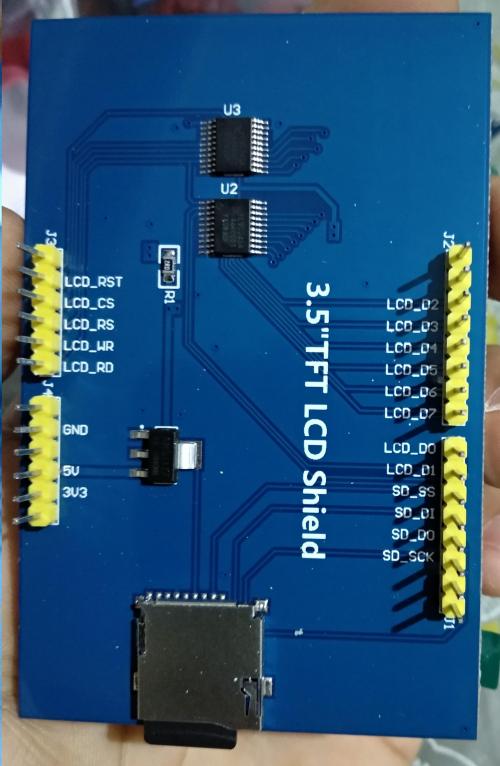 U3
U2
J3
J2
R1
LCD_RST
LCD_CS
LCD_RS
LCD_WR
LCD_RD
J4
GND
5V
3V3
3.5"TFT LCD Shield
LCD_D2
LCD_D3
LCD_D4
LCD_D5
LCD_D6
LCD_D7
LCD_D0
LCD_D1
SD_SS
SD_DI
SD_DO
SD_SCK
J1